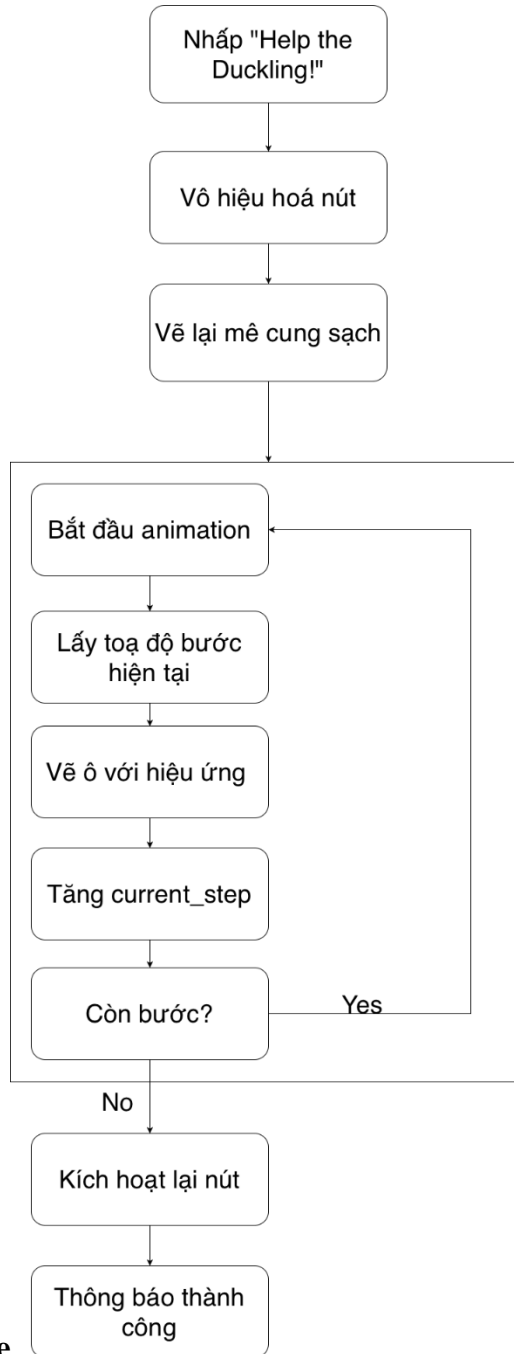 Nhấp "Help the
Duckling!"
Vô hiệu hoá nút
Vẽ lại mê cung sạch
Bắt đầu animation
Lấy toạ độ bước
hiện tại
Vẽ ô với hiệu ứng
Tăng current_step
Còn bước?
Yes
No
Kích hoạt lại nút
Thông báo thành
công